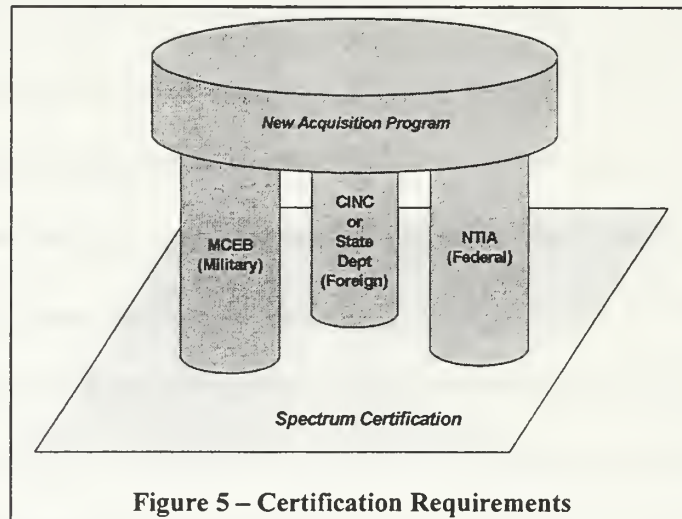 New Acquisition Program
MCEB
(Military)
CINC
or
State
Dept
(Foreign)
NTIA
(Federal)
Spectrum Certification
Figure 5 – Certification Requirements